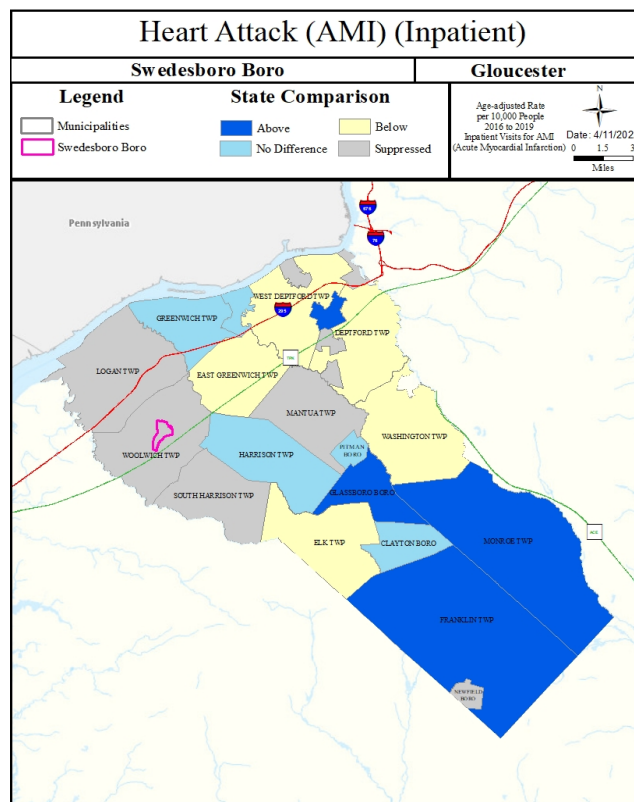 Heart Attack (AMI) (Inpatient)
Swedesboro Boro
Gloucester
Legend
Municipalities
Swedesboro Boro
State Comparison
Above
Below
No Difference
Suppressed
Age-adjusted Rate
per 10,000 People
2016 to 2019
Inpatient Visits for AMI
(Acute Myocardial Infarction)
N
Date: 4/11/202
0 1.5 3
Miles
Pennsylvania
676
76
WEST DEPTFORD TWP
GREENWICH TWP
295
DEPTFORD TWP
LOGAN TWP
EAST GREENWICH TWP
MANTUA TWP
WASHINGTON TWP
PITMAN
BORO
WOOLWICH TWP
HARRISON TWP
SOUTH HARRISON TWP
GLASSBORO BORO
ELK TWP
CLAYTON BORO
MONROE TWP
FRANKLIN TWP
NEWFIELD
BORO